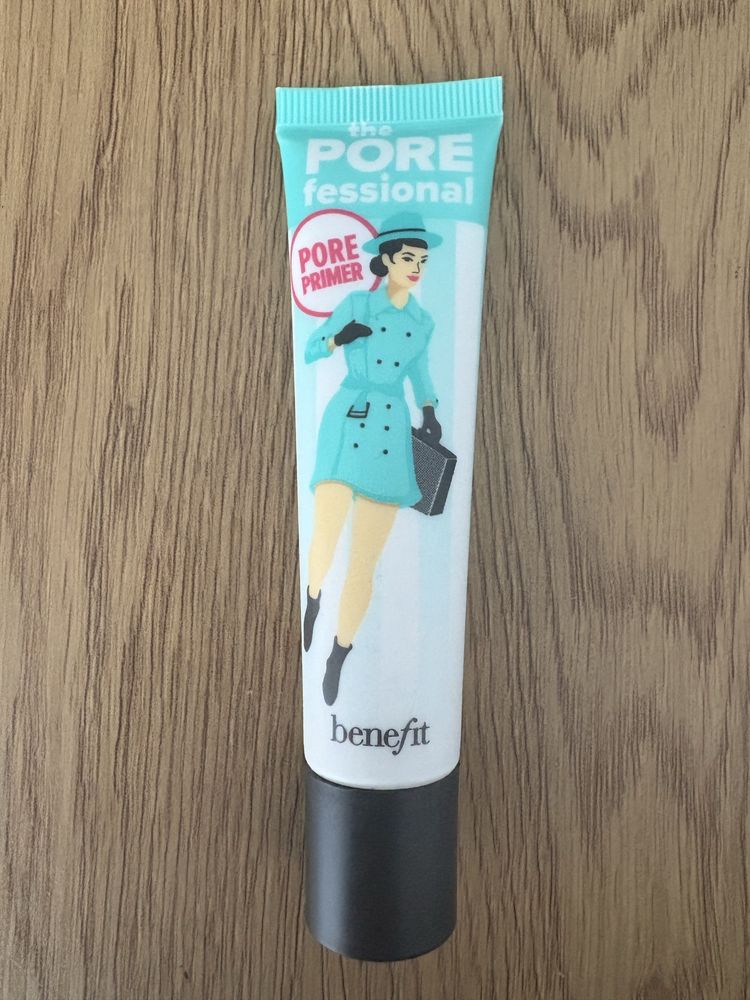 the
PORE
fessional
PORE
PRIMER
benefit